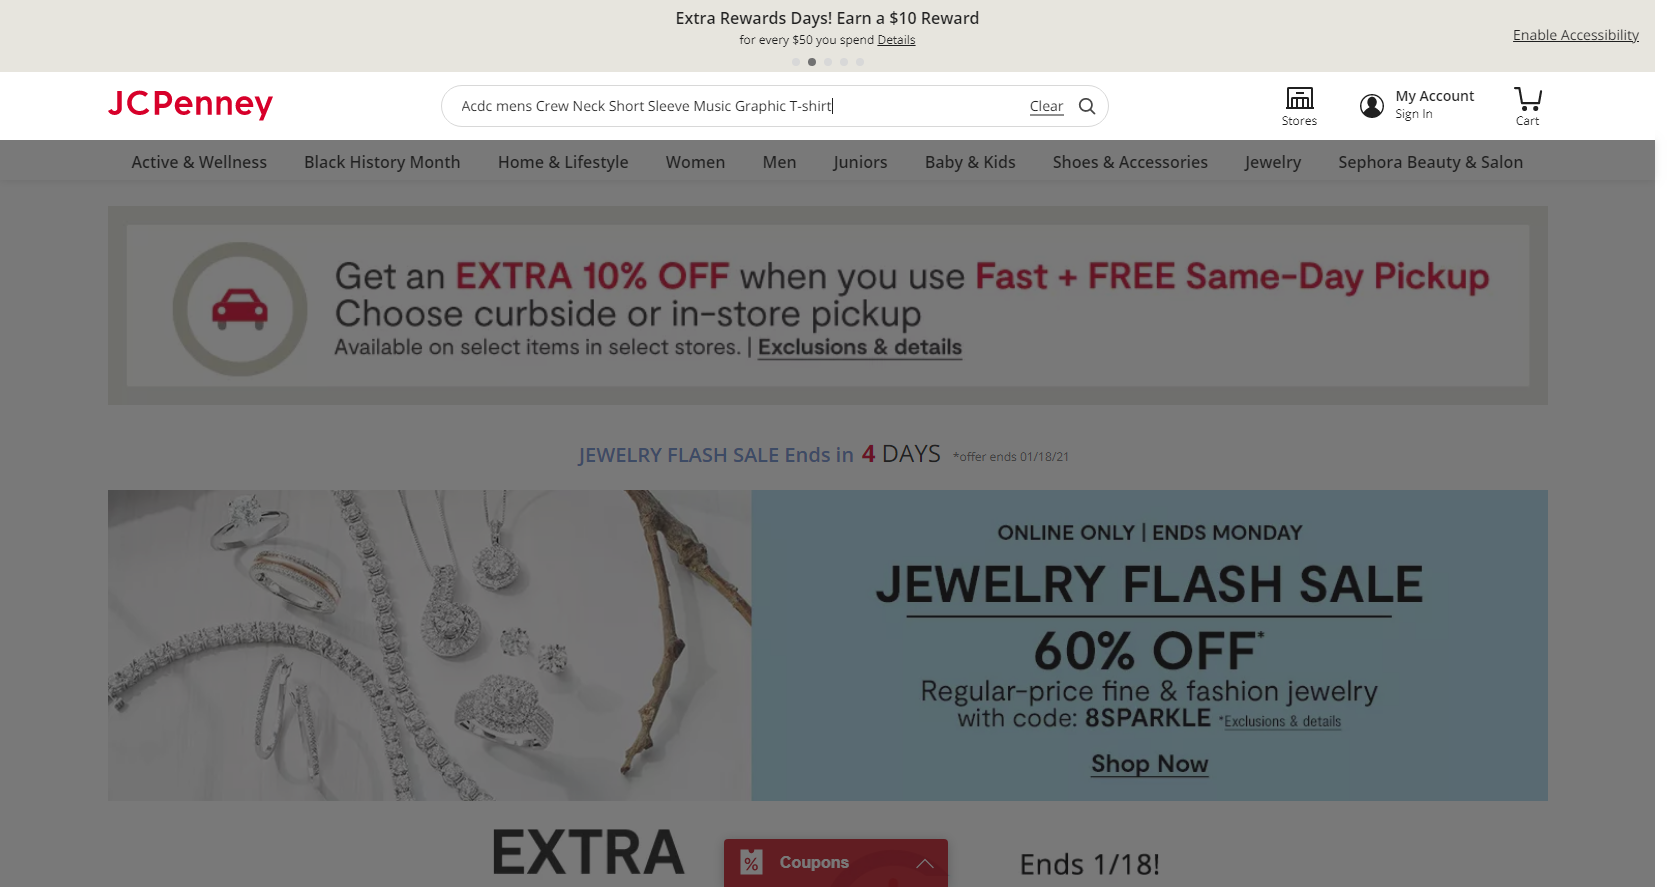 Extra Rewards Days! Earn a $10 Reward
for every $50 you spend Details
Enable Accessibility
JCPenney
Acdc mens Crew Neck Short Sleeve Music Graphic T-shirt
Clear
Stores
My Account
Sign In
Cart
Active & Wellness
Black History Month
Home & Lifestyle
Women
Men
Juniors
Baby & Kids
Shoes & Accessories
Jewelry
Sephora Beauty & Salon
Get an EXTRA 10% OFF when you use Fast + FREE Same-Day Pickup
Choose curbside or in-store pickup
Available on select items in select stores. | Exclusions & details
JEWELRY FLASH SALE Ends in 4 DAYS *offer ends 01/18/21
ONLINE ONLY | ENDS MONDAY
JEWELRY FLASH SALE
60% OFF*
Regular-price fine & fashion jewelry
with code: 8SPARKLE *Exclusions & details
Shop Now
EXTRA
% Coupons
Ends 1/18!